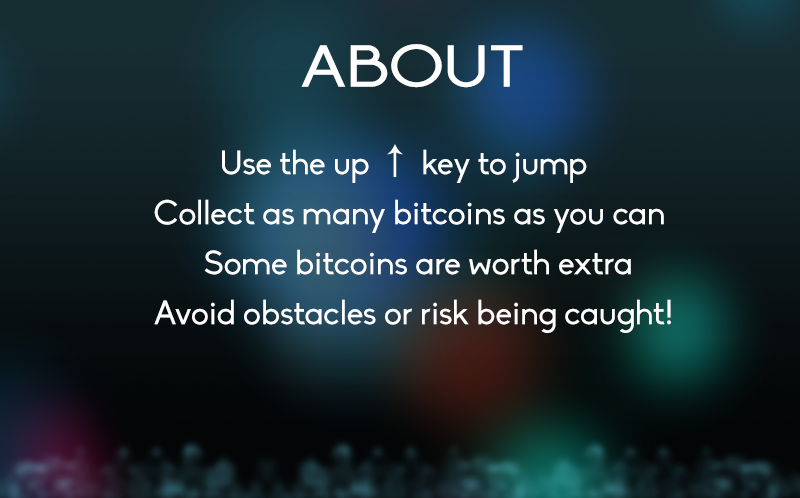 ABOUT
Use the up ↑ key to jump
Collect as many bitcoins as you can
Some bitcoins are worth extra
Avoid obstacles or risk being caught!